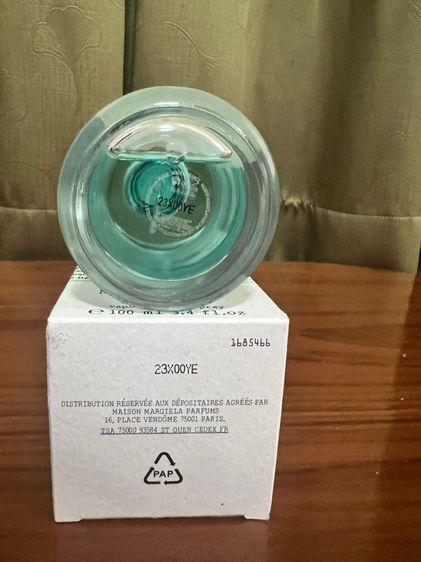 23X00YE
℮ 100 ml 3.4 fl.oz
1685466
23X00YE
DISTRIBUTION RÉSERVÉE AUX DÉPOSITAIRES AGRÉÉS PAR
MAISON MARGIELA PARFUMS
16, PLACE VENDÔME 75001 PARIS.
TSA 75000 93584 ST OUEN CEDEX FR
PAP